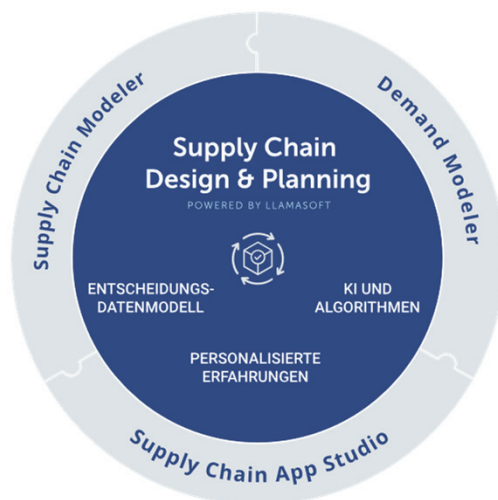 Supply Chain Modeler
Demand Modeler
Supply Chain
Design & Planning
POWERED BY LLAMASOFT
ENTSCHEIDUNGS-
DATENMODELL
KI UND
ALGORITHMEN
PERSONALISIERTE
ERFAHRUNGEN
Supply Chain App Studio